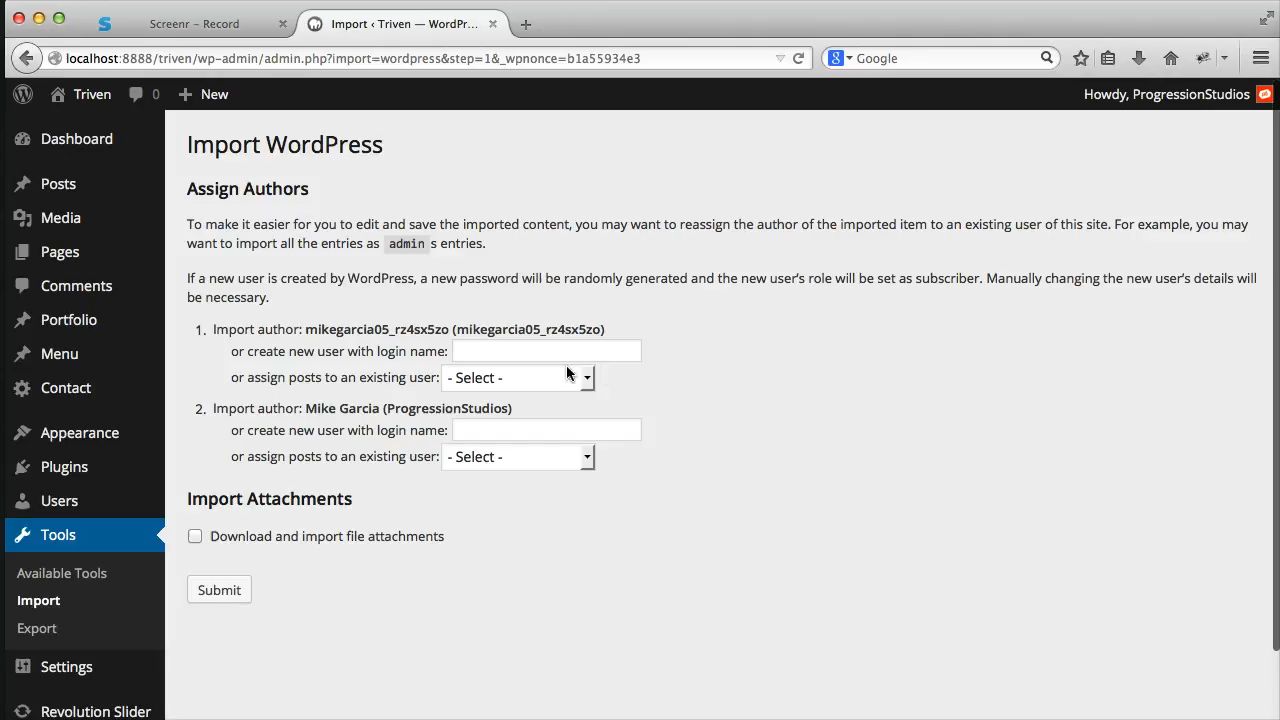 Screenr – Record
Import ‹ Triven — WordPr...
localhost:8888/triven/wp-admin/admin.php?import=wordpress&step=1&_wpnonce=b1a55934e3
Google
Triven
0
New
Howdy, ProgressionStudios
Dashboard
Posts
Media
Pages
Comments
Portfolio
Menu
Contact
Appearance
Plugins
Users
Tools
Available Tools
Import
Export
Settings
Revolution Slider
Import WordPress
Assign Authors
To make it easier for you to edit and save the imported content, you may want to reassign the author of the imported item to an existing user of this site. For example, you may
want to import all the entries as admin s entries.
If a new user is created by WordPress, a new password will be randomly generated and the new user's role will be set as subscriber. Manually changing the new user's details will
be necessary.
1. Import author: mikegarcia05_rz4sx5zo (mikegarcia05_rz4sx5zo)
or create new user with login name:
or assign posts to an existing user: - Select -
2. Import author: Mike Garcia (ProgressionStudios)
or create new user with login name:
or assign posts to an existing user: - Select -
Import Attachments
Download and import file attachments
Submit